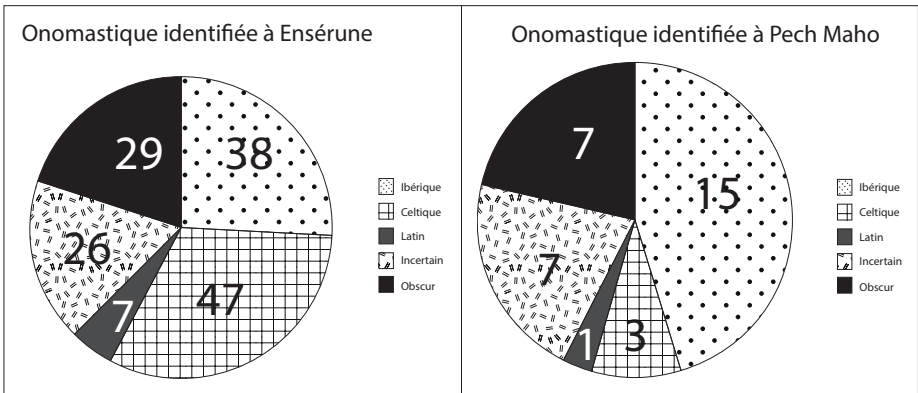 Onomastique identifiée à Ensérune
29
38
26
7
47
Ibérique
Celtique
Latin
Incertain
Obscur
Onomastique identifiée à Pech Maho
7
15
7
1
3
Ibérique
Celtique
Latin
Incertain
Obscur